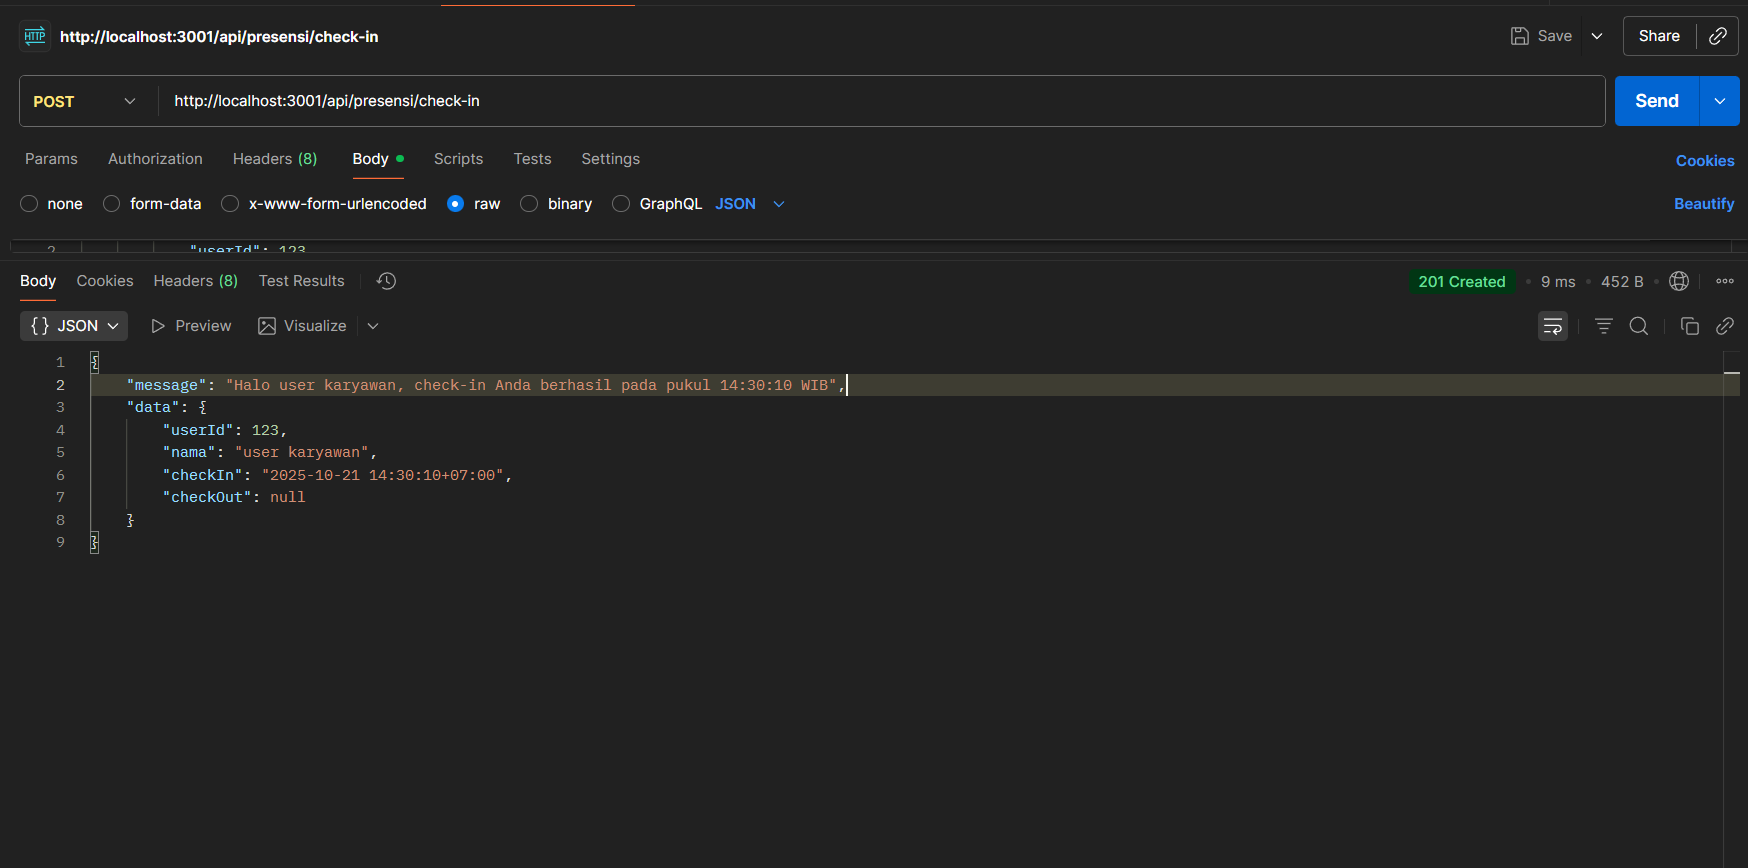 HTTP http://localhost:3001/api/presensi/check-in Save Share
POST http://localhost:3001/api/presensi/check-in Send
Params Authorization Headers (8) Body Scripts Tests Settings Cookies
none form-data x-www-form-urlencoded raw binary GraphQL JSON Beautify
2 "userId": 123
Body Cookies Headers (8) Test Results 201 Created • 9 ms • 452 B •
{} JSON Preview Visualize
1 {
2 "message": "Halo user karyawan, check-in Anda berhasil pada pukul 14:30:10 WIB",
3 "data": {
4 "userId": 123,
5 "nama": "user karyawan",
6 "checkIn": "2025-10-21 14:30:10+07:00",
7 "checkOut": null
8 }
9 }